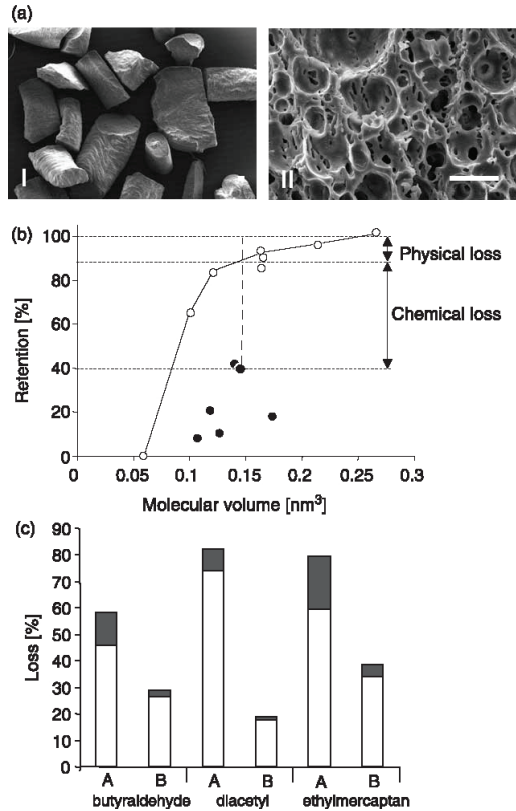 (a)
I
II
(b)
100
80
60
40
20
0
Retention [%]
Physical loss
Chemical loss
0
0.05
0.1
0.15
0.2
0.25
0.3
Molecular volume [nm³]
(c)
90
80
70
60
50
40
30
20
10
0
Loss [%]
A B A B A B
butyraldehyde diacetyl ethylmercaptan